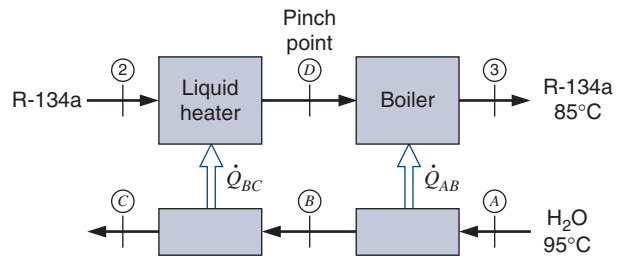 Pinch
point
2
D
3
R-134a
Liquid
heater
Boiler
R-134a
85°C
Q̇BC
Q̇AB
C
B
A
H₂O
95°C